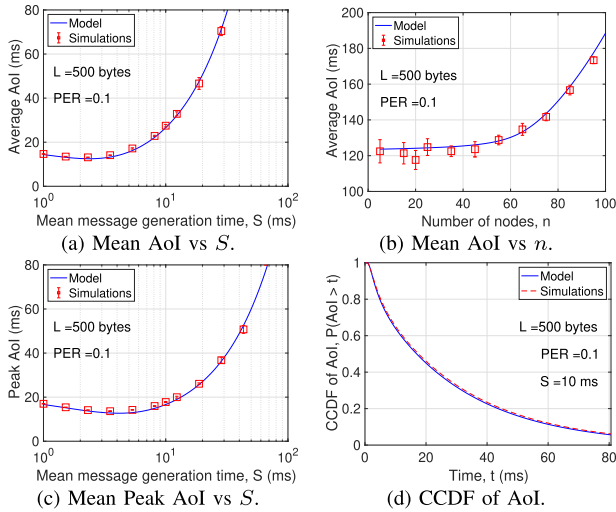 80
60
40
20
0
Average AoI (ms)
Model
Simulations
L =500 bytes
PER =0.1
10^0
10^1
10^2
Mean message generation time, S (ms)
(a) Mean AoI vs S.
200
180
160
140
120
100
Average AoI (ms)
Model
Simulations
L =500 bytes
PER =0.1
0
20
40
60
80
100
Number of nodes, n
(b) Mean AoI vs n.
80
60
40
20
0
Peak AoI (ms)
Model
Simulations
L =500 bytes
PER =0.1
10^0
10^1
10^2
Mean message generation time, S (ms)
(c) Mean Peak AoI vs S.
1
0.8
0.6
0.4
0.2
0
CCDF of AoI, P(AoI > t)
Model
Simulations
L =500 bytes
PER =0.1
S =10 ms
0
20
40
60
80
Time, t (ms)
(d) CCDF of AoI.